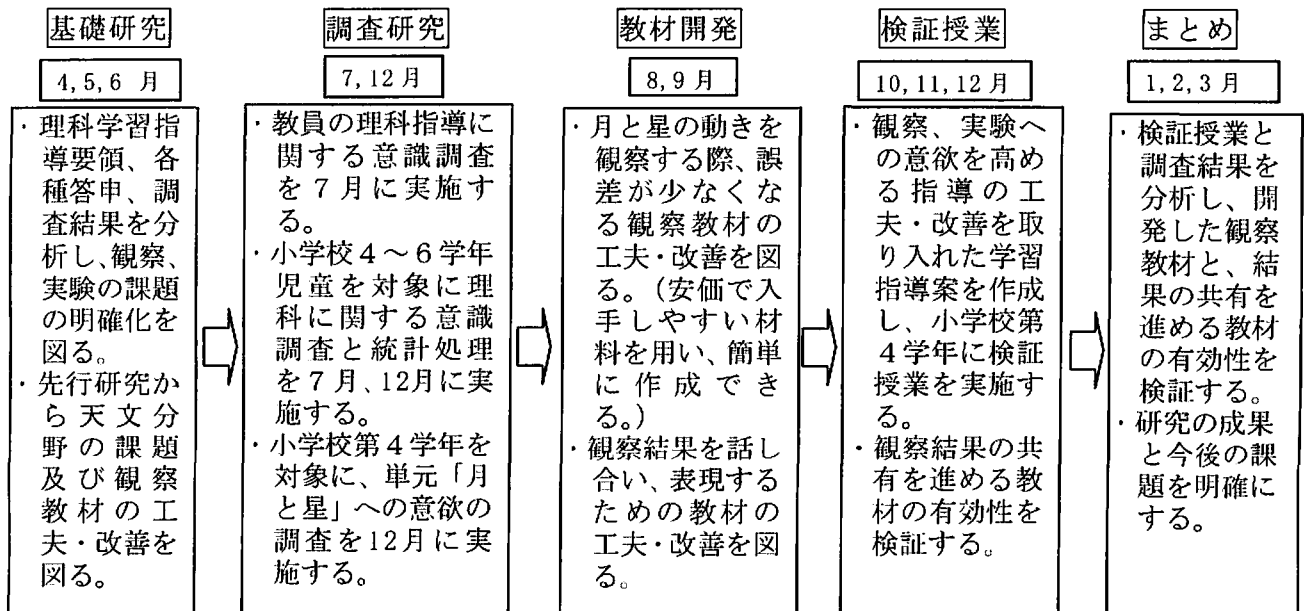 基礎研究
4,5,6 月
・理科学習指
導要領、各
種答申、調
査結果を分
析し、観察、
実験の課題
の明確化を
図る。
・先行研究か
ら天文分
野の課題
及び観察
教材の工
夫・改善を
図る。
調査研究
7,12月
・教員の理科指導に
関する意識調査
を7月に実施す
る。
・小学校4～6学年
児童を対象に理
科に関する意識
調査と統計処理
を7月、12月に実
施する。
・小学校第4学年を
対象に、単元「月
と星」への意欲の
調査を12月に実
施する。
教材開発
8,9月
・月と星の動きを
観察する際、誤
差が少なくな
る観察教材の
工夫・改善を図
る。(安価で入
手しやすい材
料を用い、簡単
に作成でき
る。)
・観察結果を話し
合い、表現する
ための教材の
工夫・改善を図
る。
検証授業
10,11,12月
・観察、実験へ
の意欲を高め
る指導の工
夫・改善を取
り入れた学習
指導案を作成
し、小学校第
4学年に検証
授業を実施す
る。
・観察結果の共
有を進める教
材の有効性を
検証する。
まとめ
1,2,3月
・検証授業と
調査結果を
分析し、開
発した観察
教材と、結
果の共有を
進める教材
の有効性を
検証する。
・研究の成果
と今後の課
題を明確に
する。